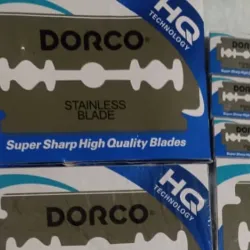 DORCO®
HQ
TECHNOLOGY
STAINLESS
BLADE
Super Sharp High Quality Blades
DORCO®
HQ
TECHNOLOGY